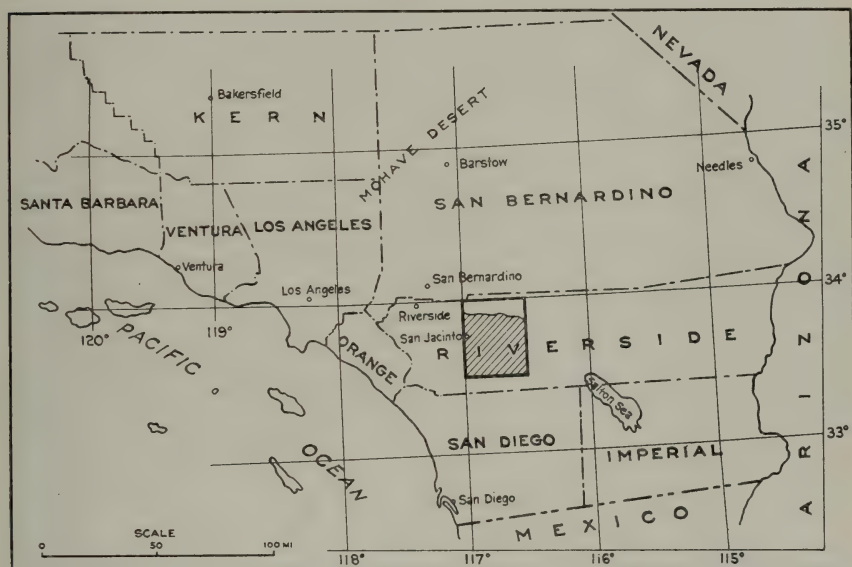 NEVADA
Bakersfield
KERN
35°
MOHAVE DESERT
Barstow
Needles
SANTA BARBARA
VENTURA
LOS ANGELES
SAN BERNARDINO
ARIZONA
Ventura
Los Angeles
San Bernardino
34°
Riverside
San Jacinto
RIVERSIDE
120°
119°
PACIFIC
OCEAN
ORANGE
Salton Sea
33°
SAN DIEGO
IMPERIAL
San Diego
MEXICO
SCALE
0 50 100 MI
118° 117° 116° 115°